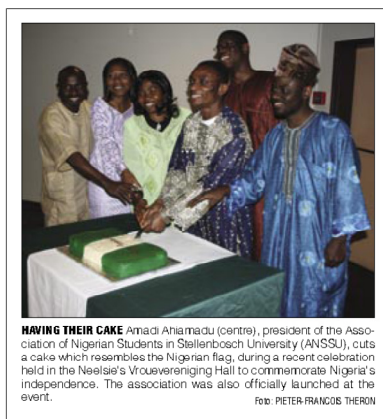 HAVING THEIR CAKE Amadi Ahiamadu (centre), president of the Asso-
ciation of Nigerian Students in Stellenbosch University (ANSSU), cuts
a cake which resembles the Nigerian flag, during a recent celebration
held in the Neelsie's Vrouevereniging Hall to commemorate Nigeria's
independence. The association was also officially launched at the
event.
Foto: PIETER-FRANCOIS THERON